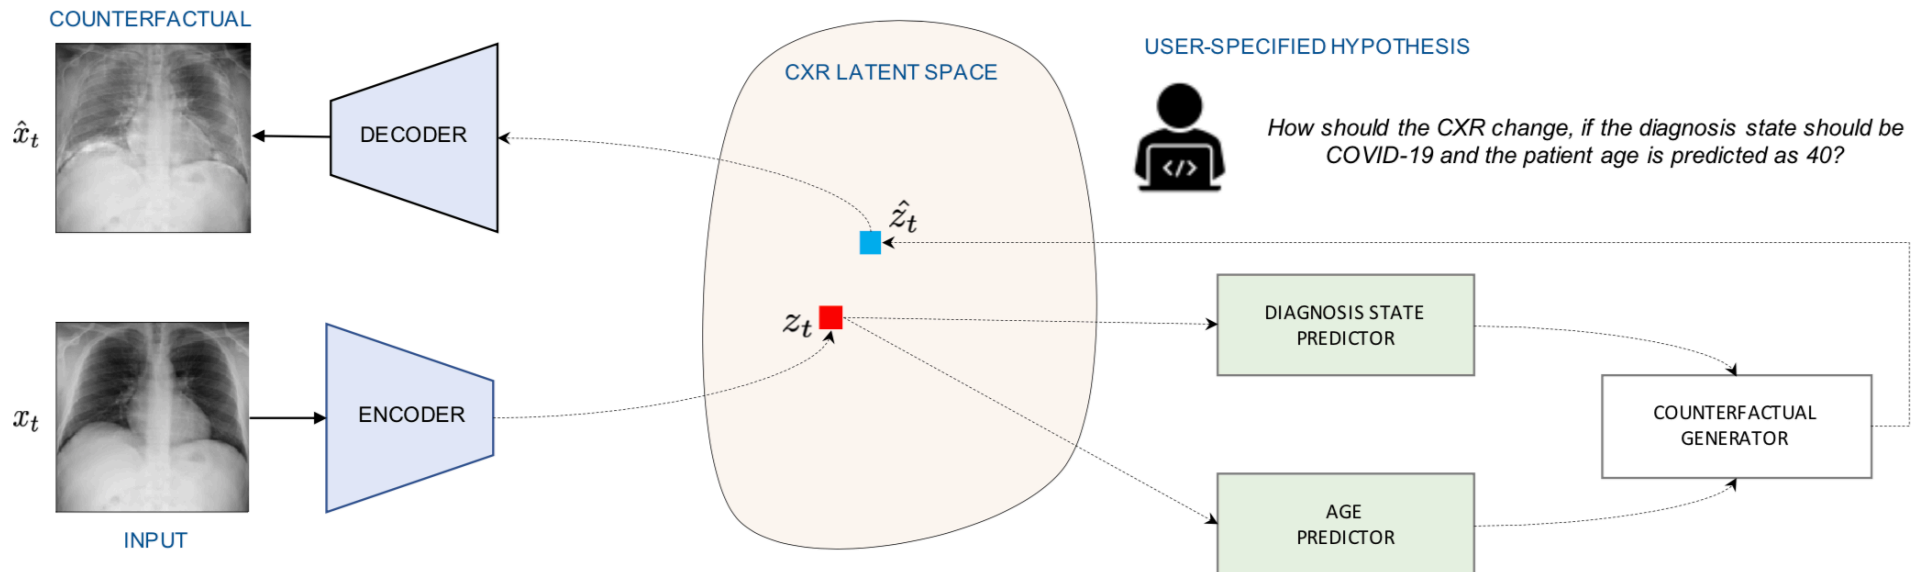 COUNTERFACTUAL
x̂ₜ
DECODER
CXR LATENT SPACE
ẑₜ
zₜ
USER-SPECIFIED HYPOTHESIS
</>
How should the CXR change, if the diagnosis state should be
COVID-19 and the patient age is predicted as 40?
xₜ
ENCODER
INPUT
DIAGNOSIS STATE
PREDICTOR
AGE
PREDICTOR
COUNTERFACTUAL
GENERATOR